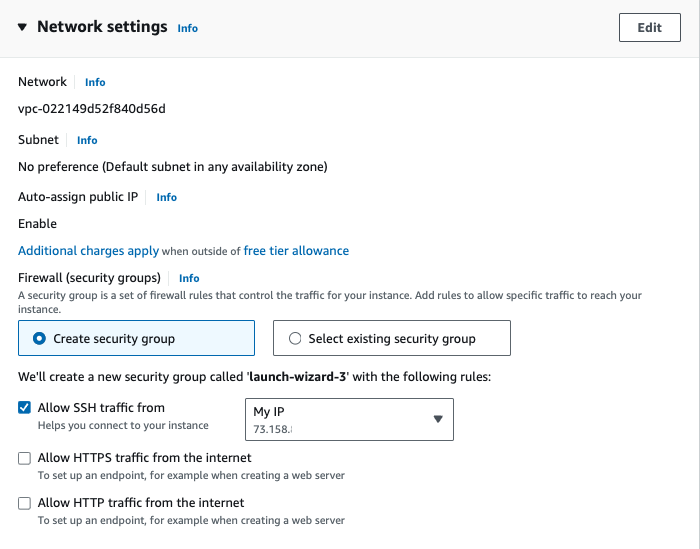 Network settings Info
Edit
Network Info
vpc-022149d52f840d56d
Subnet Info
No preference (Default subnet in any availability zone)
Auto-assign public IP Info
Enable
Additional charges apply when outside of free tier allowance
Firewall (security groups) Info
A security group is a set of firewall rules that control the traffic for your instance. Add rules to allow specific traffic to reach your
instance.
Create security group
Select existing security group
We'll create a new security group called 'launch-wizard-3' with the following rules:
Allow SSH traffic from
Helps you connect to your instance
My IP
73.158.
Allow HTTPS traffic from the internet
To set up an endpoint, for example when creating a web server
Allow HTTP traffic from the internet
To set up an endpoint, for example when creating a web server